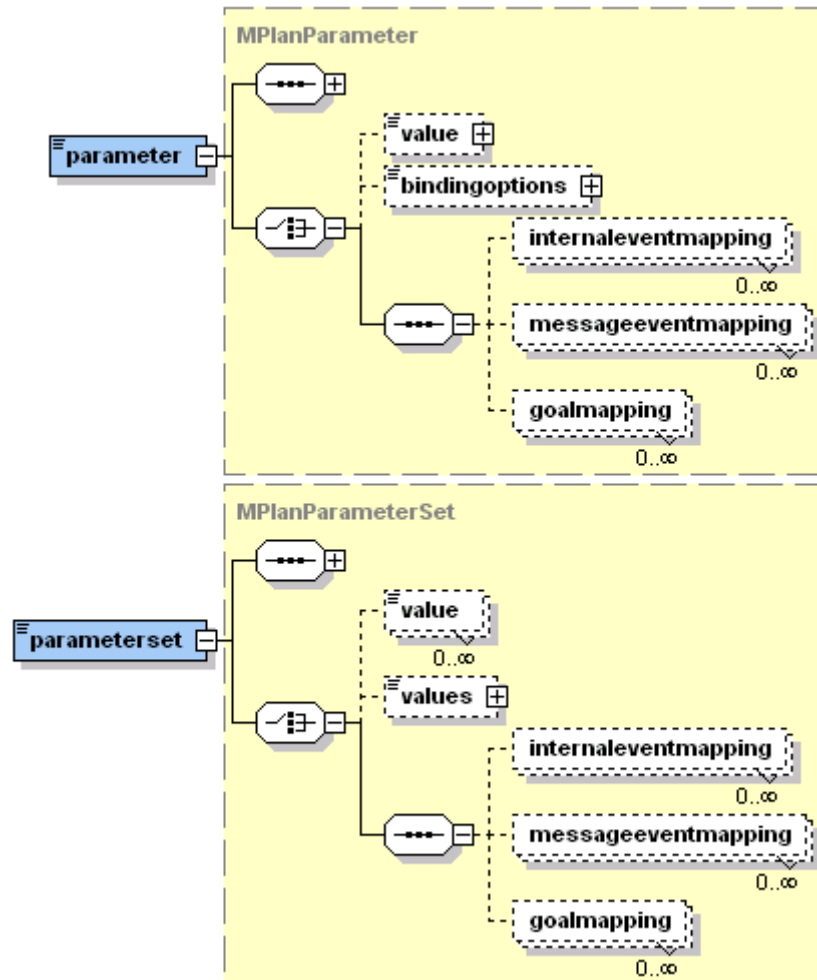 MPlanParameter
parameter
value
bindingoptions
internaleventmapping
0..∞
messageeventmapping
0..∞
goalmapping
0..∞
MPlanParameterSet
parameterset
value
0..∞
values
internaleventmapping
0..∞
messageeventmapping
0..∞
goalmapping
0..∞